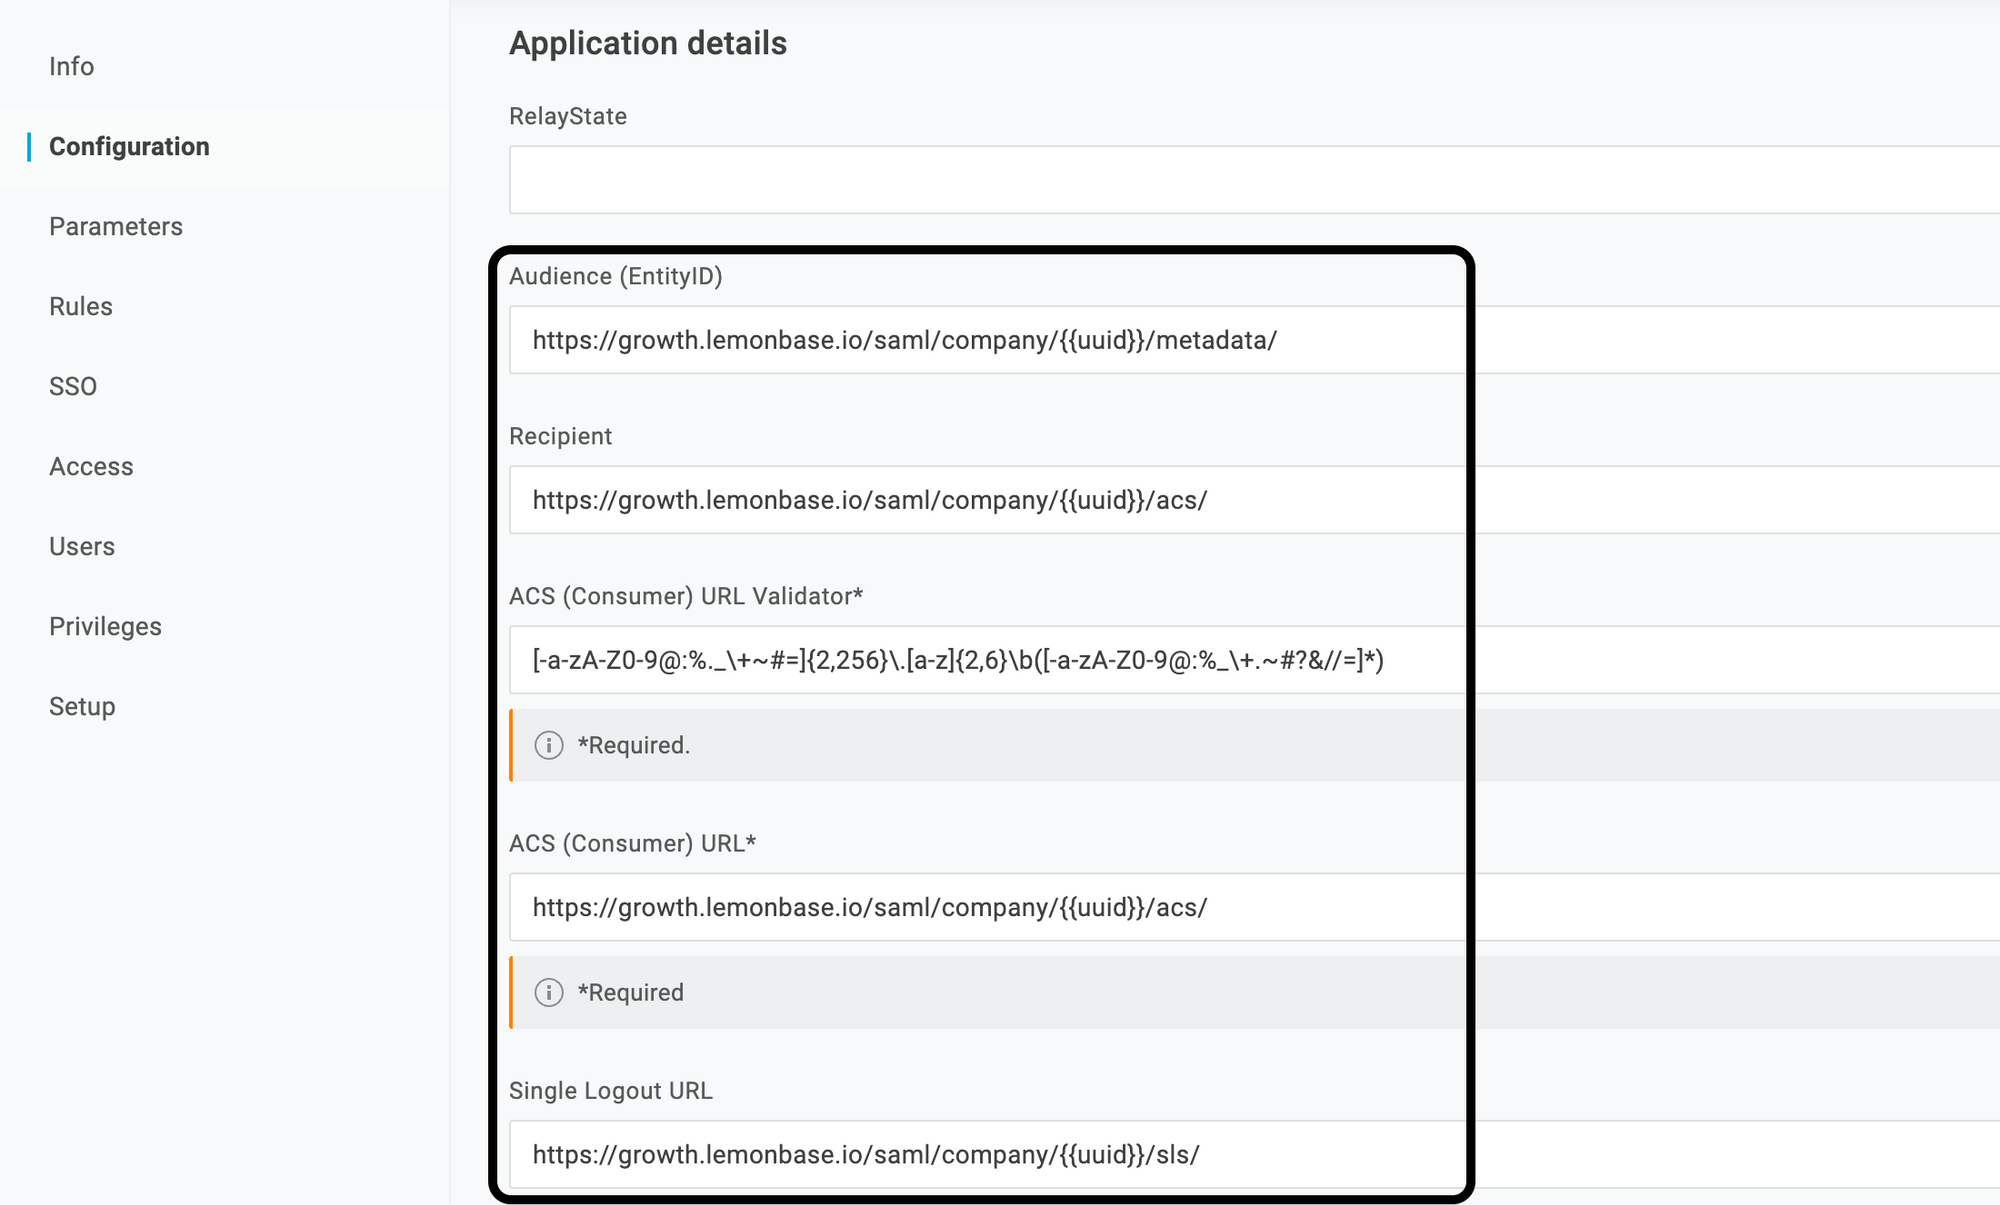 Info
Configuration
Parameters
Rules
SSO
Access
Users
Privileges
Setup
Application details
RelayState
Audience (EntityID)
https://growth.lemonbase.io/saml/company/{{uuid}}/metadata/
Recipient
https://growth.lemonbase.io/saml/company/{{uuid}}/acs/
ACS (Consumer) URL Validator*
[-a-zA-Z0-9@:%._\+~#=]{2,256}\.[a-z]{2,6}\b([-a-zA-Z0-9@:%_\+.~#?&//=]*)
*Required.
ACS (Consumer) URL*
https://growth.lemonbase.io/saml/company/{{uuid}}/acs/
*Required
Single Logout URL
https://growth.lemonbase.io/saml/company/{{uuid}}/sls/